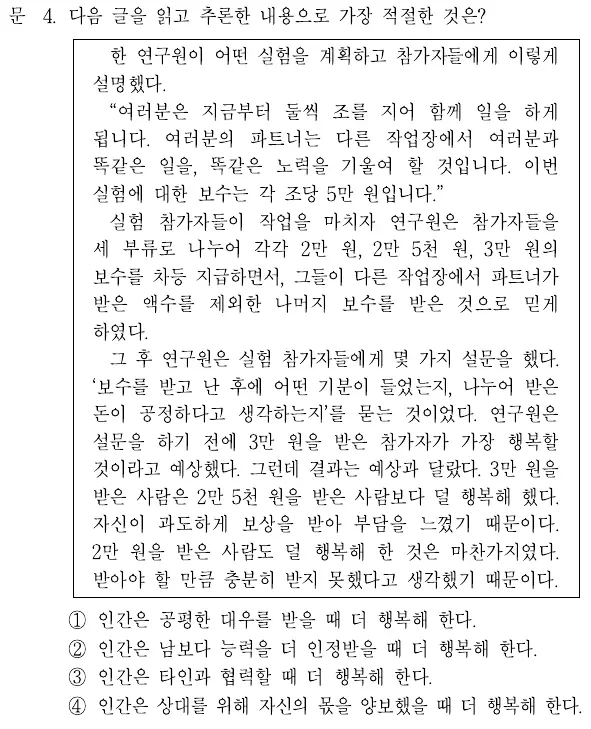 문 4. 다음 글을 읽고 추론한 내용으로 가장 적절한 것은?
한 연구원이 어떤 실험을 계획하고 참가자들에게 이렇게
설명했다.
“여러분은 지금부터 둘씩 조를 지어 함께 일을 하게
됩니다. 여러분의 파트너는 다른 작업장에서 여러분과
똑같은 일을, 똑같은 노력을 기울여 할 것입니다. 이번
실험에 대한 보수는 각 조당 5만 원입니다.”
실험 참가자들이 작업을 마치자 연구원은 참가자들을
세 부류로 나누어 각각 2만 원, 2만 5천 원, 3만 원의
보수를 차등 지급하면서, 그들이 다른 작업장에서 파트너가
받은 액수를 제외한 나머지 보수를 받은 것으로 믿게
하였다.
그 후 연구원은 실험 참가자들에게 몇 가지 설문을 했다.
‘보수를 받고 난 후에 어떤 기분이 들었는지, 나누어 받은
돈이 공정하다고 생각하는지’를 묻는 것이었다. 연구원은
설문을 하기 전에 3만 원을 받은 참가자가 가장 행복할
것이라고 예상했다. 그런데 결과는 예상과 달랐다. 3만 원을
받은 사람은 2만 5천 원을 받은 사람보다 덜 행복해 했다.
자신이 과도하게 보상을 받아 부담을 느꼈기 때문이다.
2만 원을 받은 사람도 덜 행복해 한 것은 마찬가지였다.
받아야 할 만큼 충분히 받지 못했다고 생각했기 때문이다.
① 인간은 공평한 대우를 받을 때 더 행복해 한다.
② 인간은 남보다 능력을 더 인정받을 때 더 행복해 한다.
③ 인간은 타인과 협력할 때 더 행복해 한다.
④ 인간은 상대를 위해 자신의 몫을 양보했을 때 더 행복해 한다.